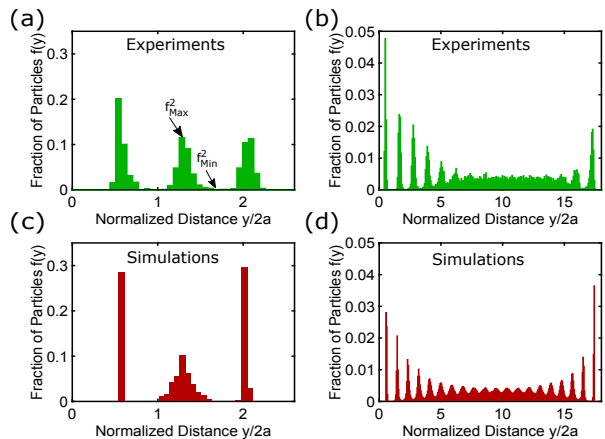 (a)
Experiments
f²Max
f²Min
Fraction of Particles f(y)
0.3
0.2
0.1
0
0
1
2
Normalized Distance y/2a
(b)
Experiments
Fraction of Particles f(y)
0.05
0.04
0.03
0.02
0.01
0
0
5
10
15
Normalized Distance y/2a
(c)
Simulations
Fraction of Particles f(y)
0.3
0.2
0.1
0
0
1
2
Normalized Distance y/2a
(d)
Simulations
Fraction of Particles f(y)
0.05
0.04
0.03
0.02
0.01
0
0
5
10
15
Normalized Distance y/2a